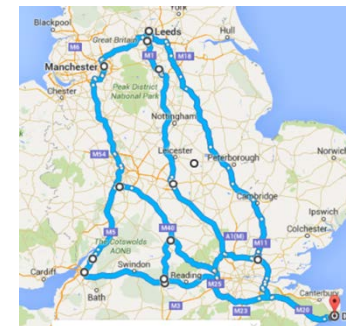 York
Blackpool
Leeds
Hull
M6
Great Britain
M1
M18
Manchester
Chester
Peak District
National Park
Nottingham
Norwich
M54
Leicester
Peterborough
Cambridge
Ipswich
Colchester
M5
M40
A1(M)
M11
The Cotswolds
AONB
Cardiff
Swindon
Reading
M25
Bath
M3
M23
M20
Canterbury
D